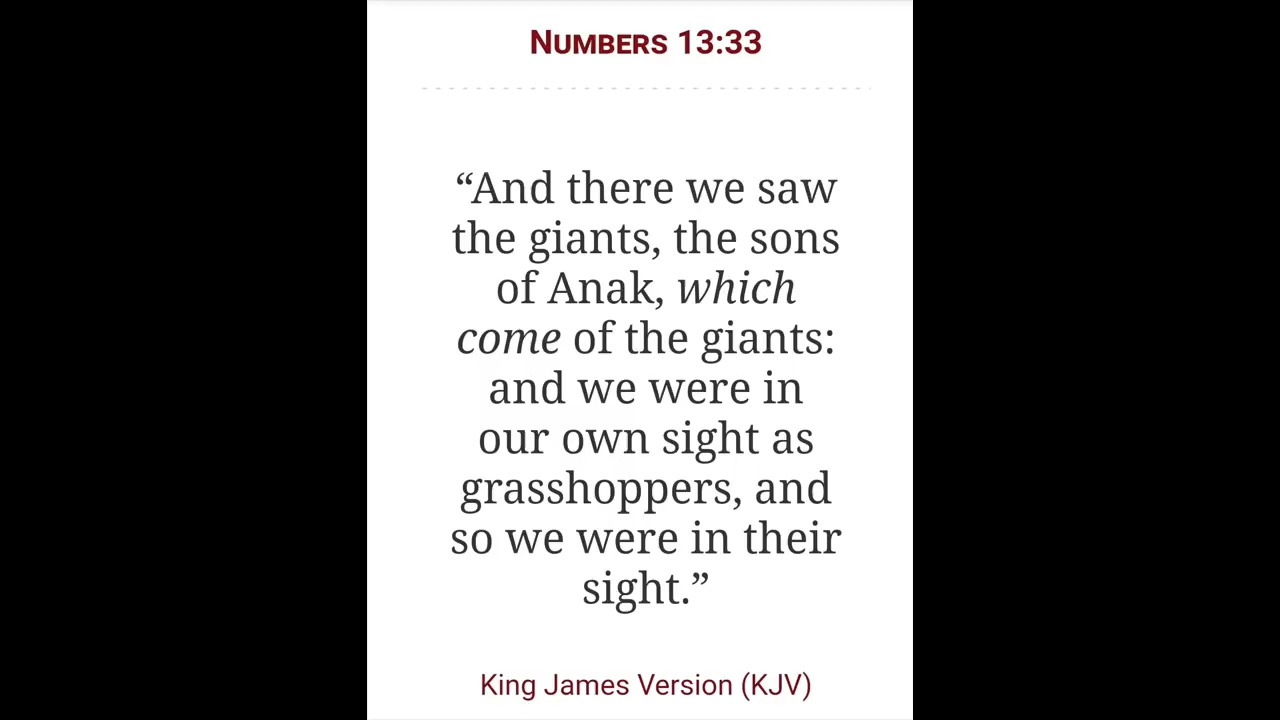 NUMBERS 13:33
“And there we saw
the giants, the sons
of Anak, which
come of the giants:
and we were in
our own sight as
grasshoppers, and
so we were in their
sight.”
King James Version (KJV)